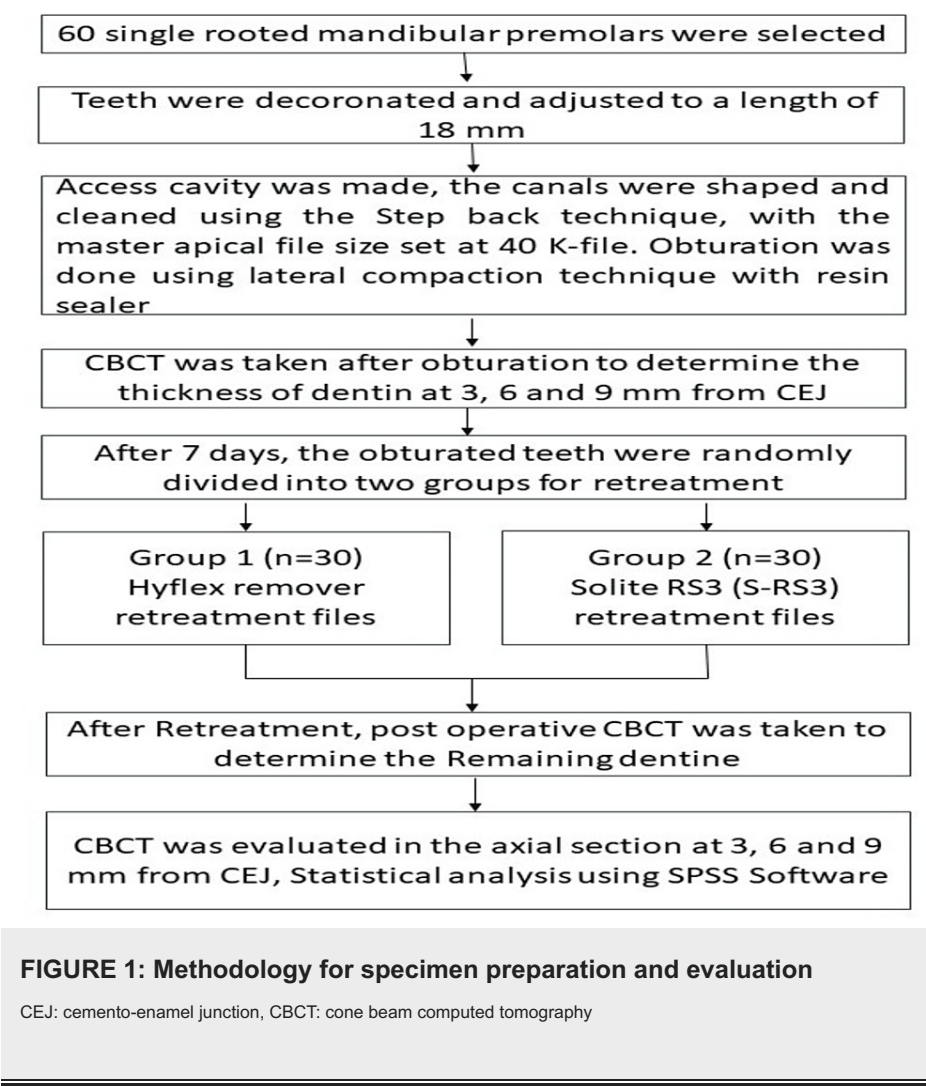 60 single rooted mandibular premolars were selected
Teeth were decoronated and adjusted to a length of
18 mm
Access cavity was made, the canals were shaped and
cleaned using the Step back technique, with the
master apical file size set at 40 K-file. Obturation was
done using lateral compaction technique with resin
sealer
CBCT was taken after obturation to determine the
thickness of dentin at 3, 6 and 9 mm from CEJ
After 7 days, the obturated teeth were randomly
divided into two groups for retreatment
Group 1 (n=30)
Hyflex remover
retreatment files
Group 2 (n=30)
Solite RS3 (S-RS3)
retreatment files
After Retreatment, post operative CBCT was taken to
determine the Remaining dentine
CBCT was evaluated in the axial section at 3, 6 and 9
mm from CEJ, Statistical analysis using SPSS Software
FIGURE 1: Methodology for specimen preparation and evaluation
CEJ: cemento-enamel junction, CBCT: cone beam computed tomography